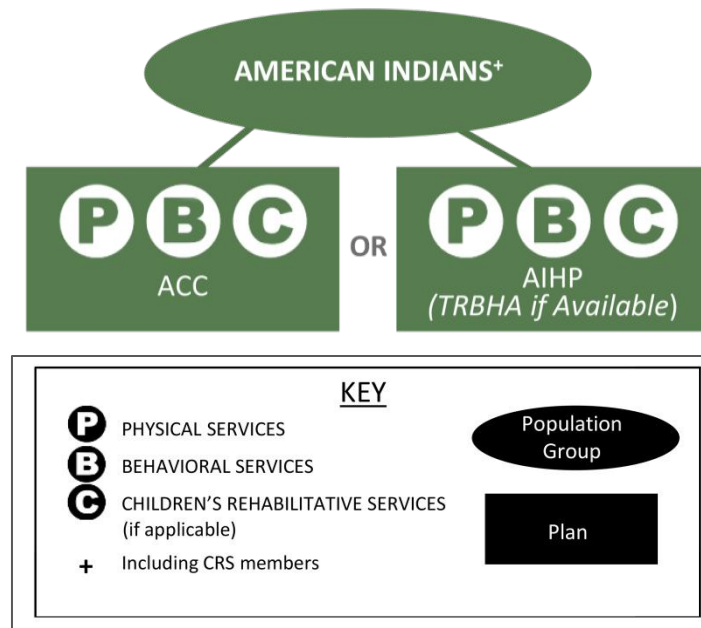 AMERICAN INDIANS+
P B C
ACC
OR
P B C
AIHP
(TRBHA if Available)
KEY
P PHYSICAL SERVICES
B BEHAVIORAL SERVICES
C CHILDREN’S REHABILITATIVE SERVICES
(if applicable)
+ Including CRS members
Population
Group
Plan